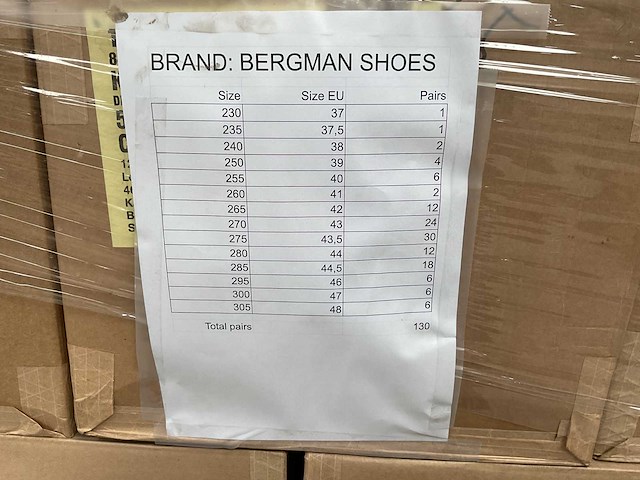 BRAND: BERGMAN SHOES
Size Size EU Pairs
230 37 1
235 37,5 1
240 38 2
250 39 4
255 40 6
260 41 2
265 42 12
270 43 24
275 43,5 30
280 44 12
285 44,5 18
295 46 6
300 47 6
305 48 6
Total pairs 130